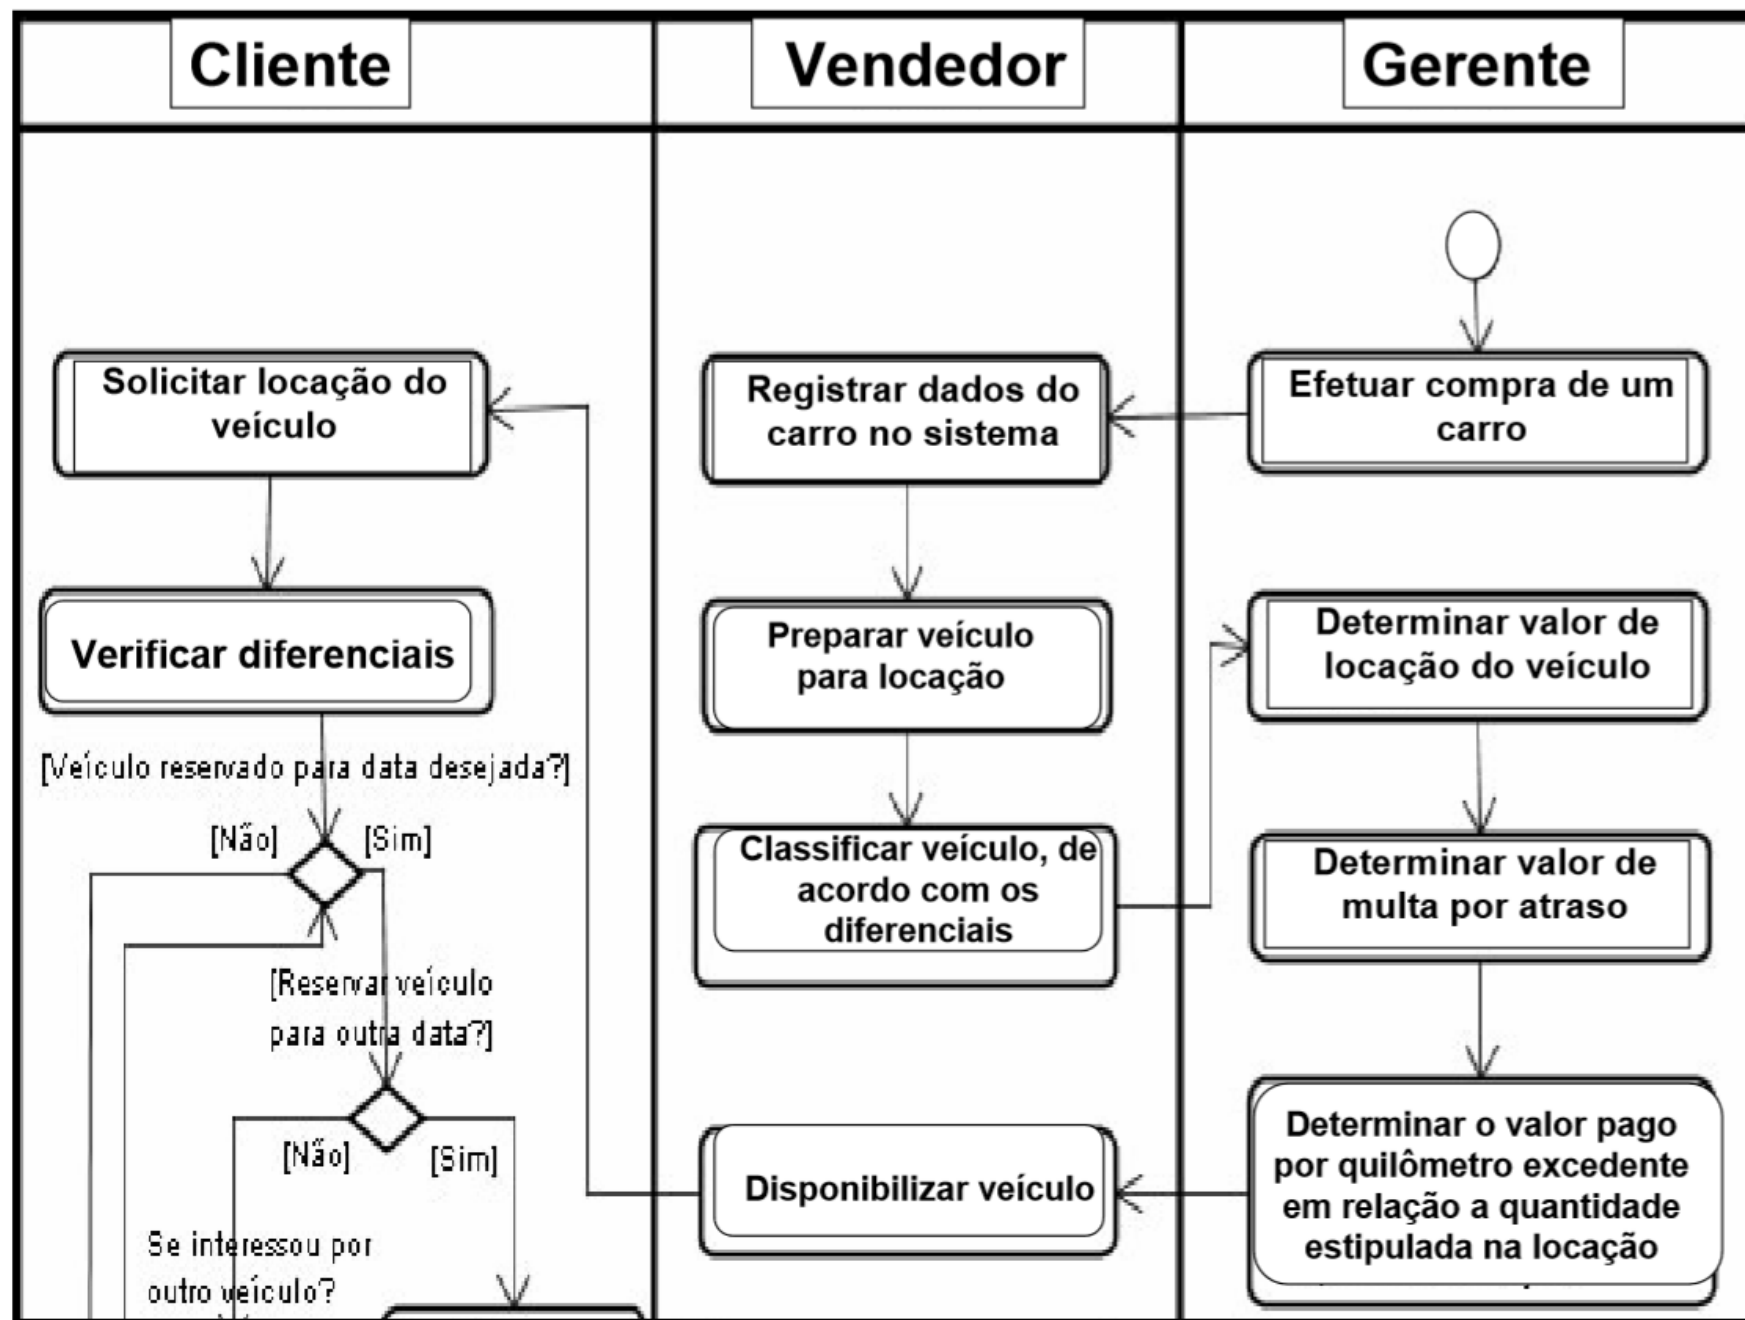 Cliente
Vendedor
Gerente
Solicitar locação do
veículo
Registrar dados do
carro no sistema
Efetuar compra de um
carro
Verificar diferenciais
Preparar veículo
para locação
Determinar valor de
locação do veículo
[Veículo reservado para data desejada?]
[Não]
[Sim]
Classificar veículo, de
acordo com os
diferenciais
Determinar valor de
multa por atraso
[Reservar veículo
para outra data?]
[Não]
[Sim]
Disponibilizar veículo
Determinar o valor pago
por quilômetro excedente
em relação a quantidade
estipulada na locação
Se interessou por
outro veículo?